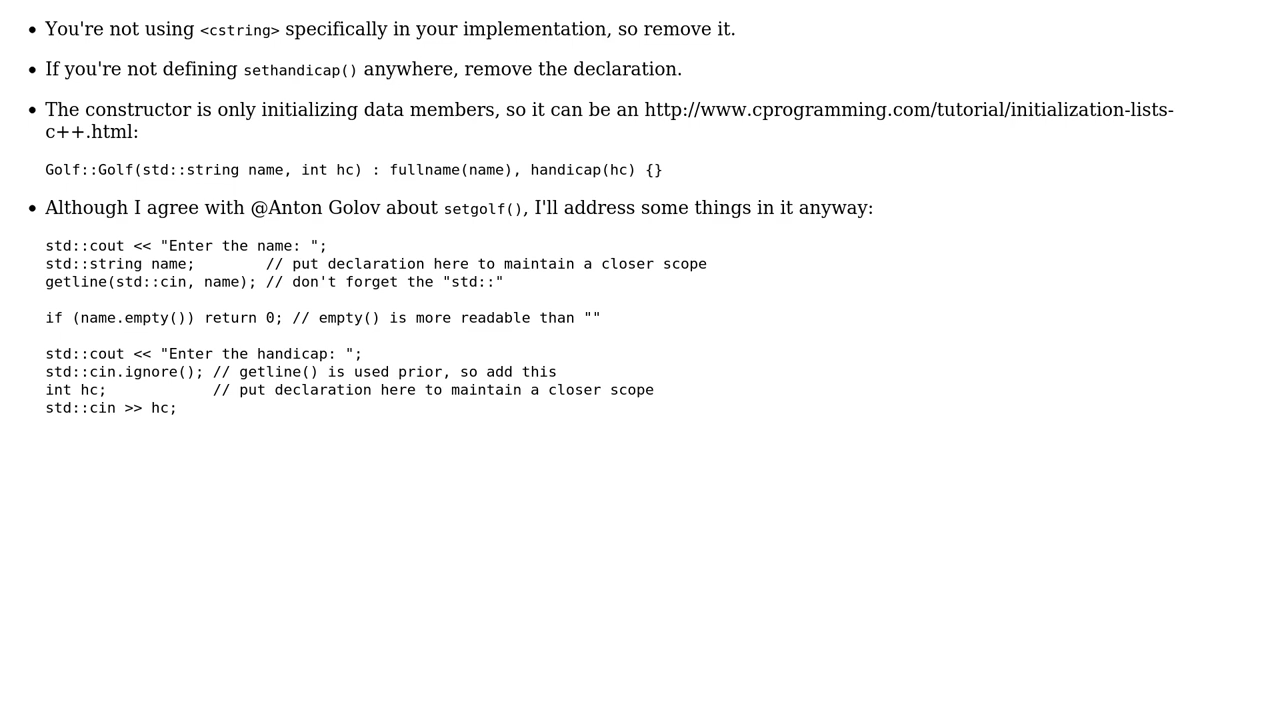 • You're not using <cstring> specifically in your implementation, so remove it.
• If you're not defining sethandicap() anywhere, remove the declaration.
• The constructor is only initializing data members, so it can be an http://www.cprogramming.com/tutorial/initialization-lists-
c++.html:
Golf::Golf(std::string name, int hc) : fullname(name), handicap(hc) {}
• Although I agree with @Anton Golov about setgolf(), I'll address some things in it anyway:
std::cout << "Enter the name: ";
std::string name;        // put declaration here to maintain a closer scope
getline(std::cin, name); // don't forget the "std::"
if (name.empty()) return 0; // empty() is more readable than ""
std::cout << "Enter the handicap: ";
std::cin.ignore(); // getline() is used prior, so add this
int hc;            // put declaration here to maintain a closer scope
std::cin >> hc;